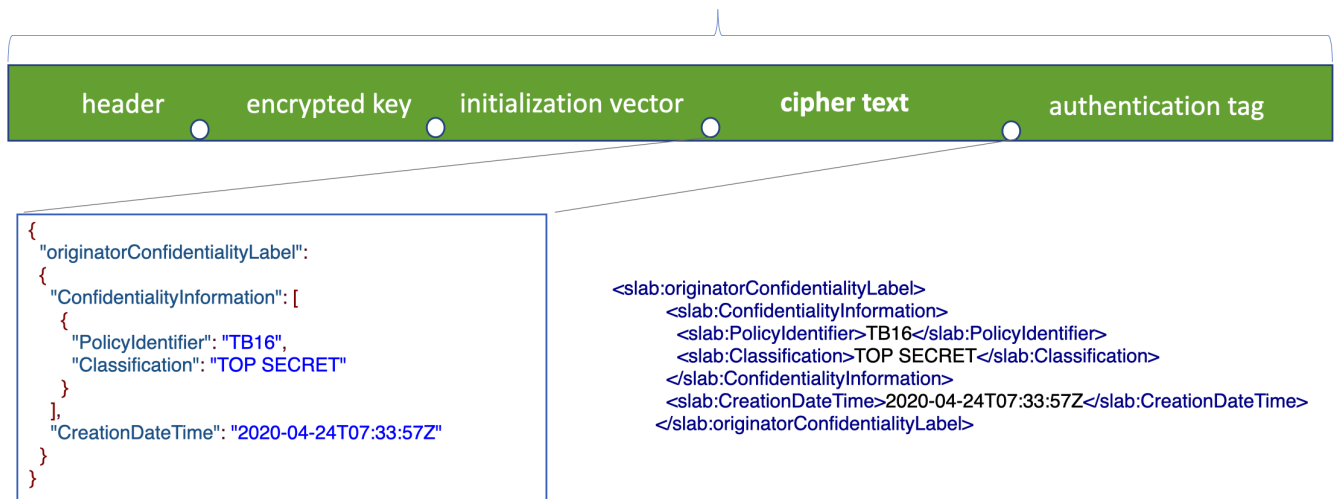 header encrypted key initialization vector cipher text authentication tag
{
"originatorConfidentialityLabel":
{
"ConfidentialityInformation": [
{
"PolicyIdentifier": "TB16",
"Classification": "TOP SECRET"
}
],
"CreationDateTime": "2020-04-24T07:33:57Z"
}
}
<slab:originatorConfidentialityLabel>
<slab:ConfidentialityInformation>
<slab:PolicyIdentifier>TB16</slab:PolicyIdentifier>
<slab:Classification>TOP SECRET</slab:Classification>
</slab:ConfidentialityInformation>
<slab:CreationDateTime>2020-04-24T07:33:57Z</slab:CreationDateTime>
</slab:originatorConfidentialityLabel>